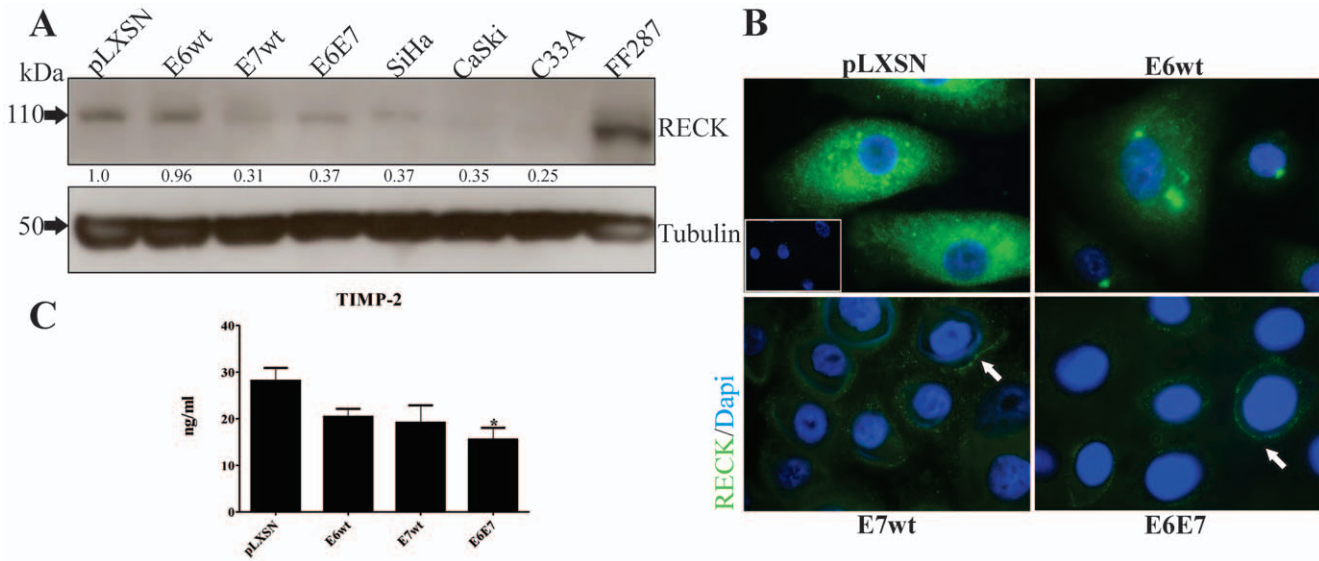 A
pLXSN E6wt E7wt E6E7 SiHa CaSki C33A FF287
kDa
110
RECK
1.0 0.96 0.31 0.37 0.37 0.35 0.25
50
Tubulin
B
pLXSN E6wt
RECK/Dapi
E7wt E6E7
C
TIMP-2
ng/ml
40
30
20
10
0
*
pLXSN E6wt E7wt E6E7